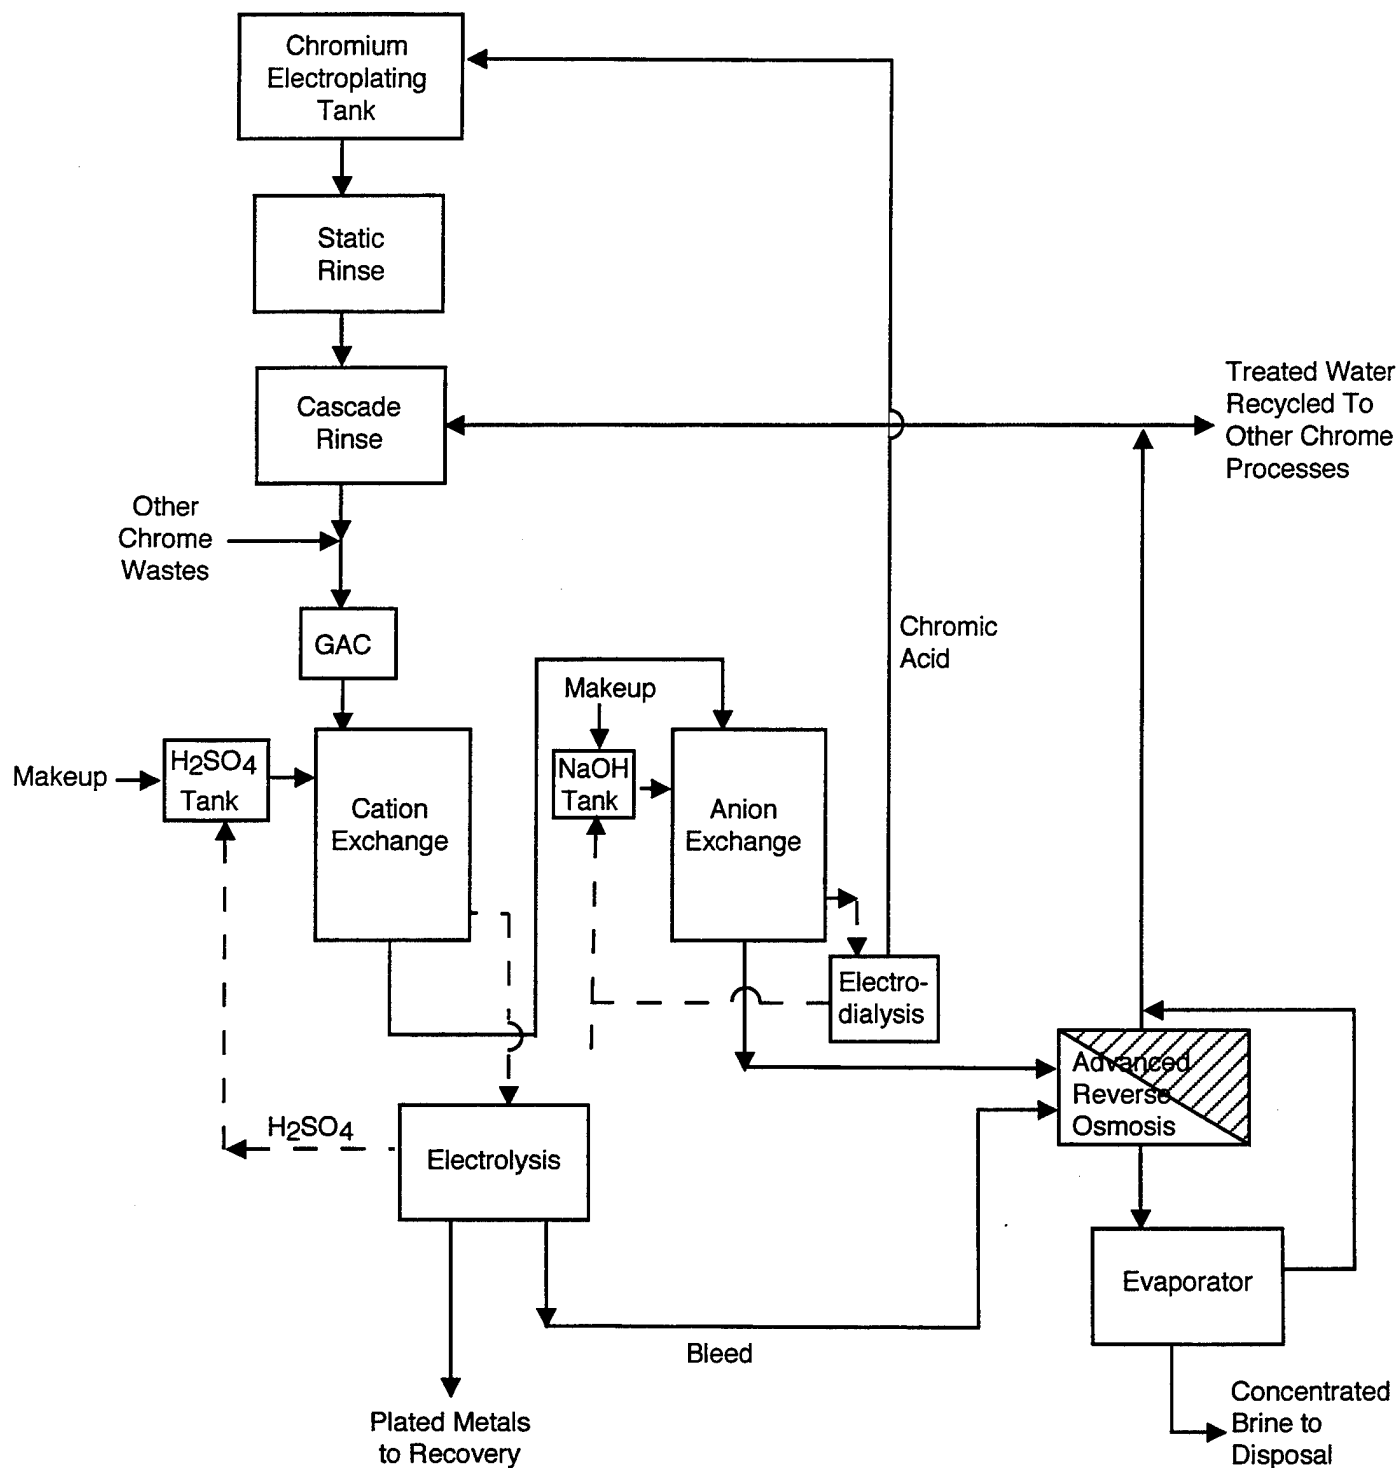 Chromium
Electroplating
Tank
Static
Rinse
Cascade
Rinse
Treated Water
Recycled To
Other Chrome
Processes
Other
Chrome
Wastes
GAC
Chromic
Acid
Makeup
Makeup
H2SO4
Tank
Cation
Exchange
NaOH
Tank
Anion
Exchange
Electro-
dialysis
Advanced
Reverse
Osmosis
H2SO4
Electrolysis
Evaporator
Bleed
Plated Metals
to Recovery
Concentrated
Brine to
Disposal